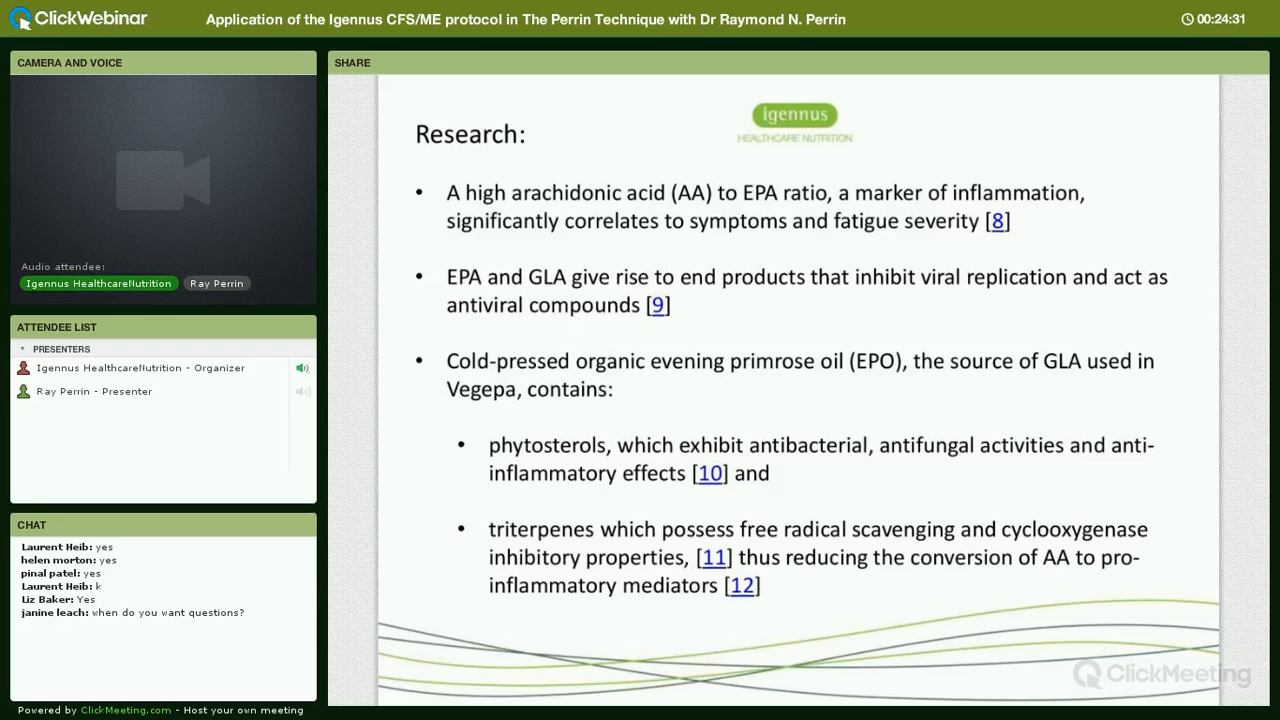 ClickWebinar
Application of the Igennus CFS/ME protocol in The Perrin Technique with Dr Raymond N. Perrin
00:24:31
CAMERA AND VOICE
Audio attendee:
Igennus HealthcareNutrition Ray Perrin
ATTENDEE LIST
PRESENTERS
Igennus HealthcareNutrition - Organizer
Ray Perrin - Presenter
CHAT
Laurent Heib: yes
helen morton: yes
pinal patel: yes
Laurent Heib: k
Liz Baker: Yes
janine leach: when do you want questions?
Powered by ClickMeeting.com - Host your own meeting
SHARE
igennus
HEALTHCARE NUTRITION
Research:
• A high arachidonic acid (AA) to EPA ratio, a marker of inflammation,
significantly correlates to symptoms and fatigue severity [8]
• EPA and GLA give rise to end products that inhibit viral replication and act as
antiviral compounds [9]
• Cold-pressed organic evening primrose oil (EPO), the source of GLA used in
Vegepa, contains:
• phytosterols, which exhibit antibacterial, antifungal activities and anti-
inflammatory effects [10] and
• triterpenes which possess free radical scavenging and cyclooxygenase
inhibitory properties, [11] thus reducing the conversion of AA to pro-
inflammatory mediators [12]
ClickMeeting